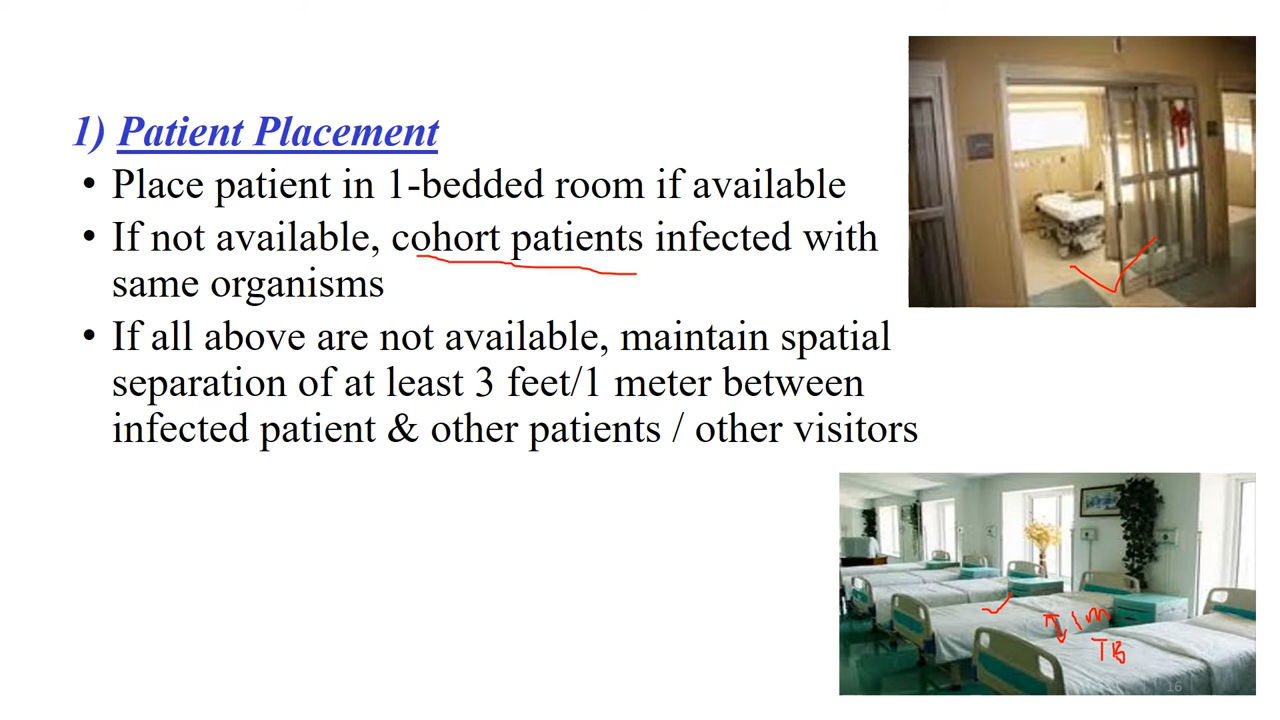 1) Patient Placement
• Place patient in 1-bedded room if available
• If not available, cohort patients infected with
same organisms
• If all above are not available, maintain spatial
separation of at least 3 feet/1 meter between
infected patient & other patients / other visitors
1m
TB
16